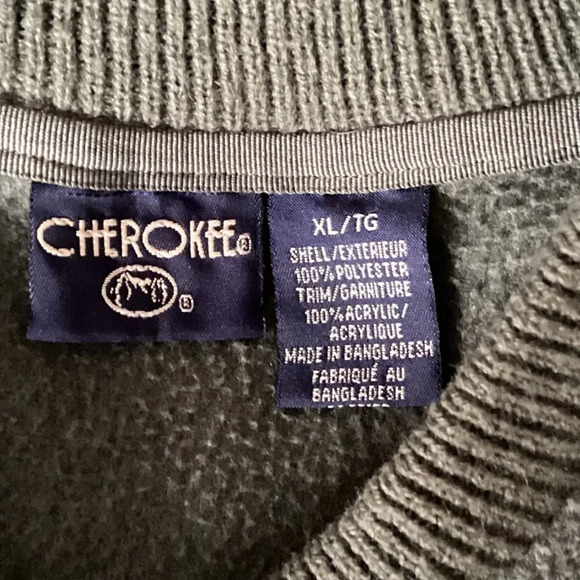 CHEROKEE®
®
XL/TG
SHELL/EXTERIEUR
100% POLYESTER
TRIM/GARNITURE
100% ACRYLIC/
ACRYLIQUE
MADE IN BANGLADESH
FABRIQUÉ AU
BANGLADESH